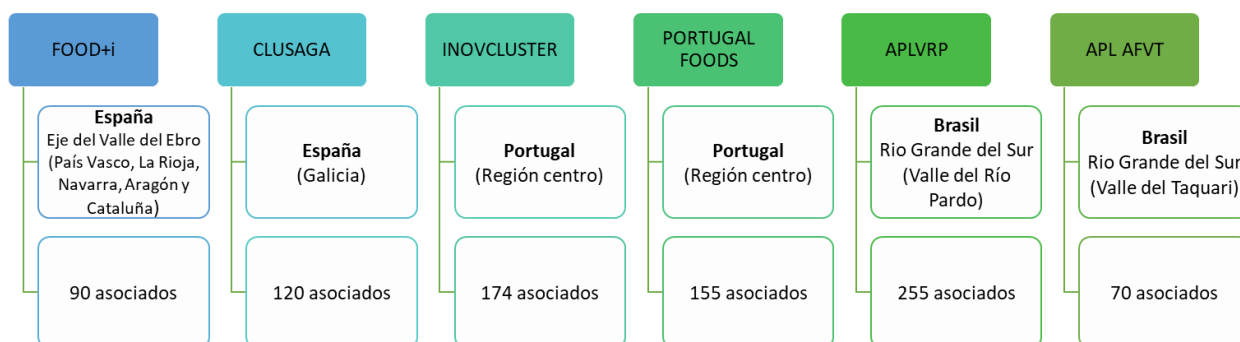 FOOD+i
España
Eje del Valle del Ebro
(País Vasco, La Rioja,
Navarra, Aragón y
Cataluña)
90 asociados
CLUSAGA
España
(Galicia)
120 asociados
INOVCLUSTER
Portugal
(Región centro)
174 asociados
PORTUGAL
FOODS
Portugal
(Región centro)
155 asociados
APLVRP
Brasil
Rio Grande del Sur
(Valle del Río
Pardo)
255 asociados
APL AFVT
Brasil
Rio Grande del Sur
(Valle del Taquari)
70 asociados